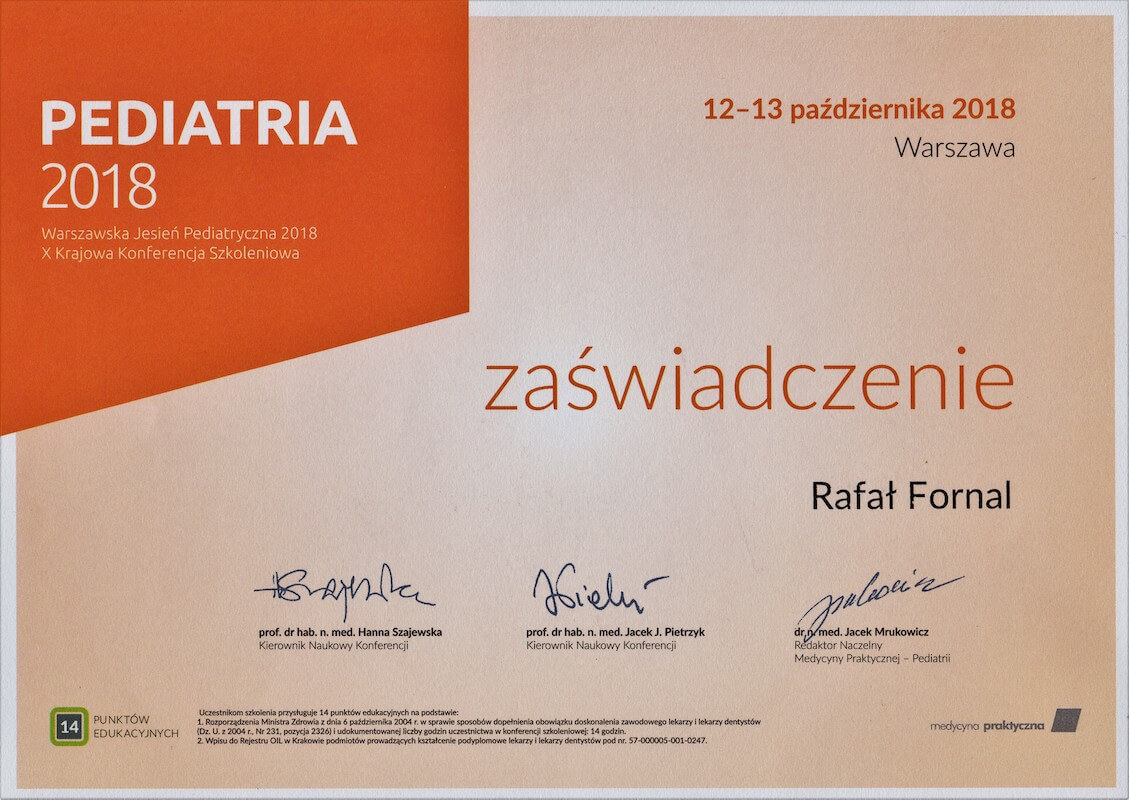 PEDIATRIA
2018
Warszawska Jesień Pediatryczna 2018
X Krajowa Konferencja Szkoleniowa
12–13 października 2018
Warszawa
zaświadczenie
Rafał Fornal
prof. dr hab. n. med. Hanna Szajewska
Kierownik Naukowy Konferencji
prof. dr hab. n. med. Jacek J. Pietrzyk
Kierownik Naukowy Konferencji
dr n. med. Jacek Mrukowicz
Redaktor Naczelny
Medycyny Praktycznej – Pediatrii
14 PUNKTÓW
EDUKACYJNYCH
Uczestnikom szkolenia przysługuje 14 punktów edukacyjnych na podstawie:
1. Rozporządzenia Ministra Zdrowia z dnia 6 października 2004 r. w sprawie sposobów dopełnienia obowiązku doskonalenia zawodowego lekarzy i lekarzy dentystów
(Dz. U. z 2004 r., Nr 231, pozycja 2326) i udokumentowanej liczby godzin uczestnictwa w konferencji szkoleniowej: 14 godzin.
2. Wpisu do Rejestru OIL w Krakowie podmiotów prowadzących kształcenie podyplomowe lekarzy i lekarzy dentystów pod nr. 57-000005-001-0247.
medycyna praktyczna